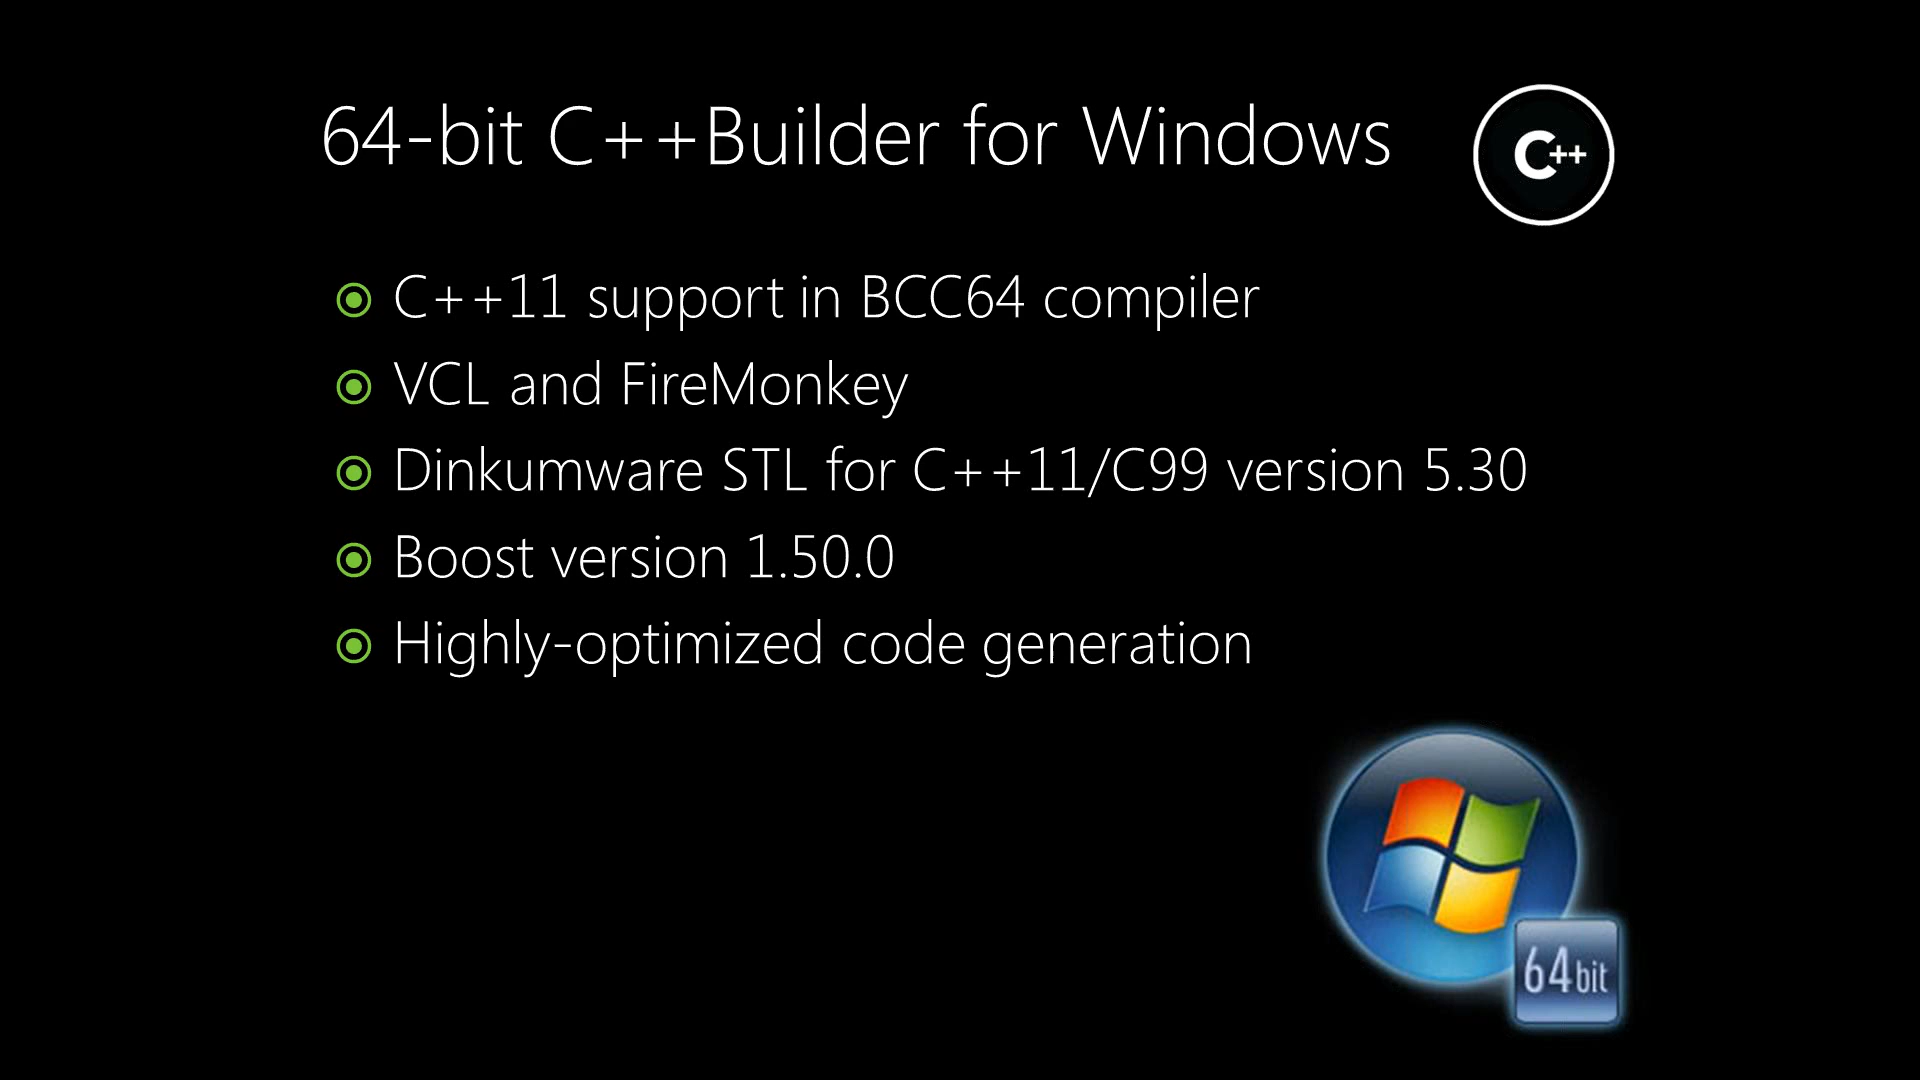 64-bit C++Builder for Windows
C++
C++11 support in BCC64 compiler
VCL and FireMonkey
Dinkumware STL for C++11/C99 version 5.30
Boost version 1.50.0
Highly-optimized code generation
64bit